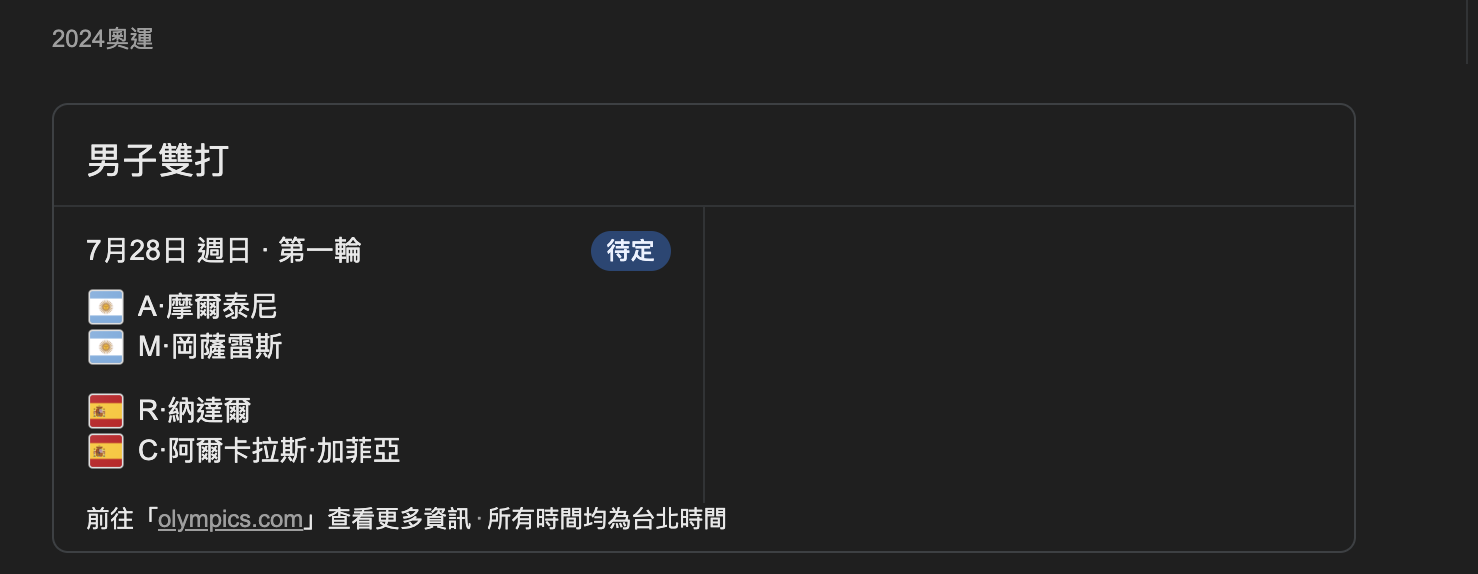 2024奧運
男子雙打
7月28日 週日 · 第一輪
待定
A·摩爾泰尼
M·岡薩雷斯
R·納達爾
C·阿爾卡拉斯·加菲亞
前往「olympics.com」查看更多資訊 · 所有時間均為台北時間